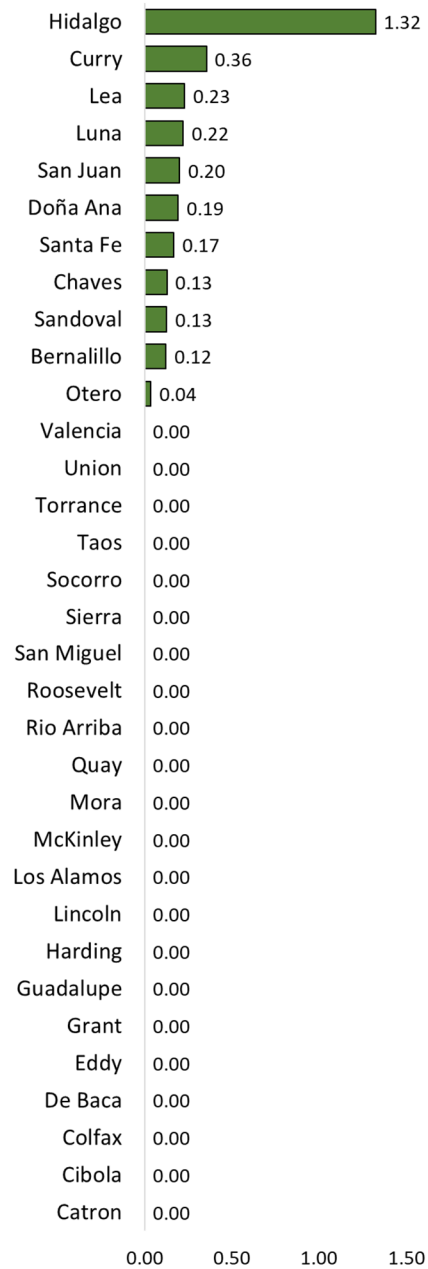 Hidalgo 1.32
Curry 0.36
Lea 0.23
Luna 0.22
San Juan 0.20
Doña Ana 0.19
Santa Fe 0.17
Chaves 0.13
Sandoval 0.13
Bernalillo 0.12
Otero 0.04
Valencia 0.00
Union 0.00
Torrance 0.00
Taos 0.00
Socorro 0.00
Sierra 0.00
San Miguel 0.00
Roosevelt 0.00
Rio Arriba 0.00
Quay 0.00
Mora 0.00
McKinley 0.00
Los Alamos 0.00
Lincoln 0.00
Harding 0.00
Guadalupe 0.00
Grant 0.00
Eddy 0.00
De Baca 0.00
Colfax 0.00
Cibola 0.00
Catron 0.00
0.00 0.50 1.00 1.50